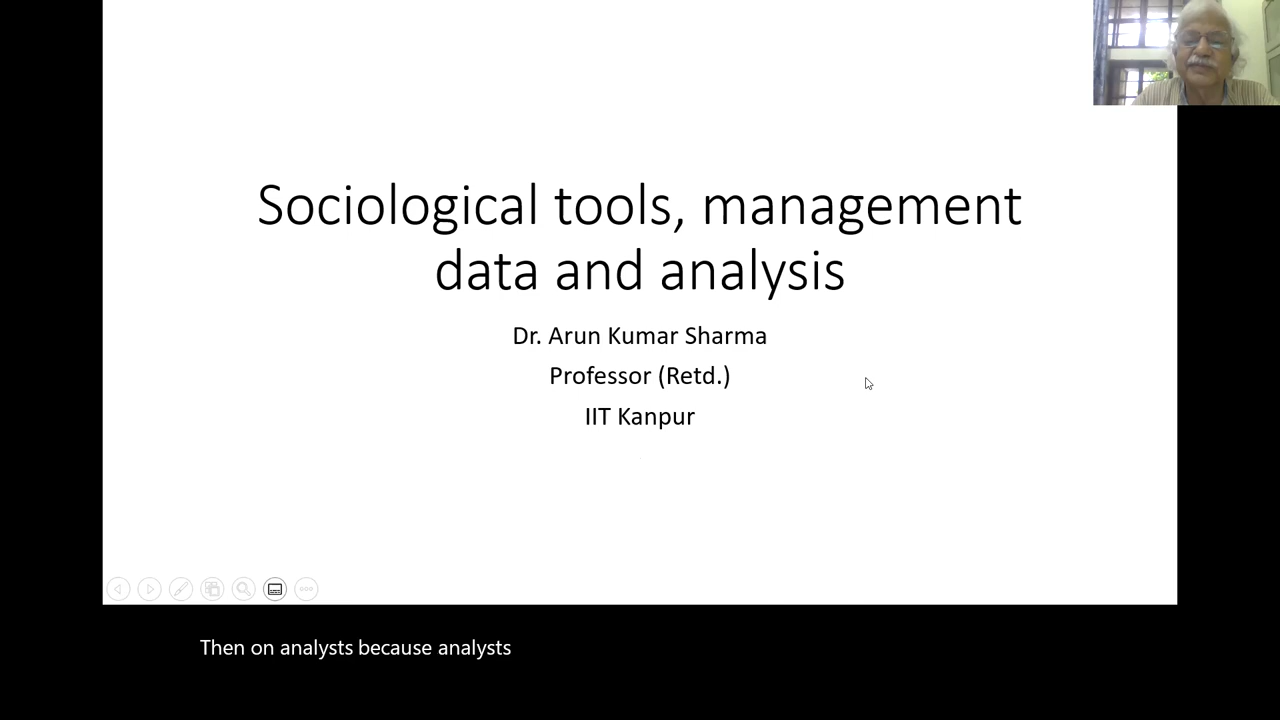 Sociological tools, management
data and analysis
Dr. Arun Kumar Sharma
Professor (Retd.)
IIT Kanpur
Then on analysts because analysts